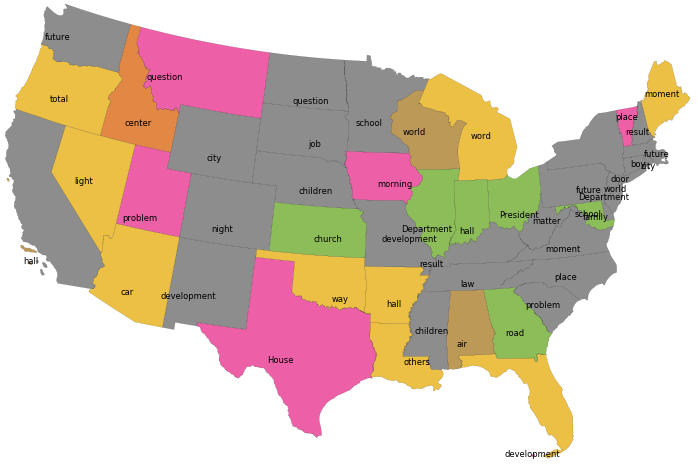 future
question
total
moment
question
place
center
school
world
word
result
job
city
future
boy
city
light
children
morning
door
world
future
Department
problem
President
school
family
matter
night
Department
hall
church
development
moment
hall
result
place
law
car
development
way
hall
problem
children
road
air
House
others
development